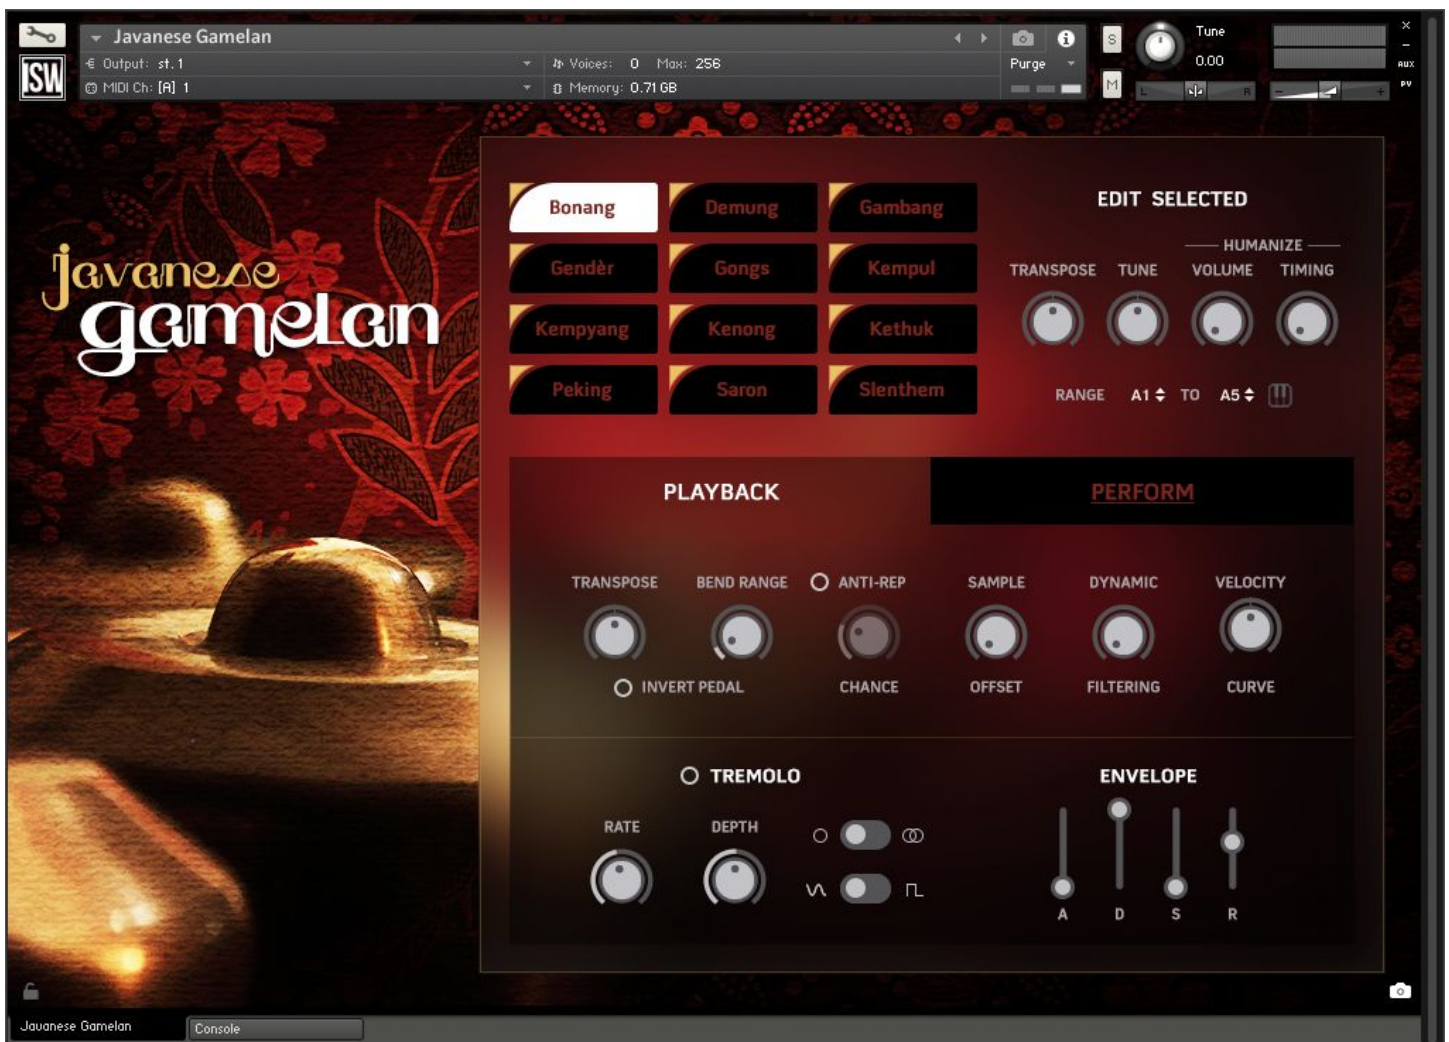 Javanese Gamelan
Output: st.1
MIDI Ch: [A] 1
Voices: 0 Max: 256
Memory: 0.71 GB
Purge
S
M
Tune
0.00
L R
- +
×
–
AUX
PV
ISW
javanese
gamelan
Bonang Demung Gambang
Gendèr Gongs Kempul
Kempyang Kenong Kethuk
Peking Saron Slenthem
EDIT SELECTED
HUMANIZE
TRANSPOSE TUNE VOLUME TIMING
RANGE A1 TO A5
PLAYBACK PERFORM
TRANSPOSE BEND RANGE ANTI-REP SAMPLE DYNAMIC VELOCITY
INVERT PEDAL CHANCE OFFSET FILTERING CURVE
TREMOLO
RATE DEPTH
ENVELOPE
A D S R
Javanese Gamelan Console